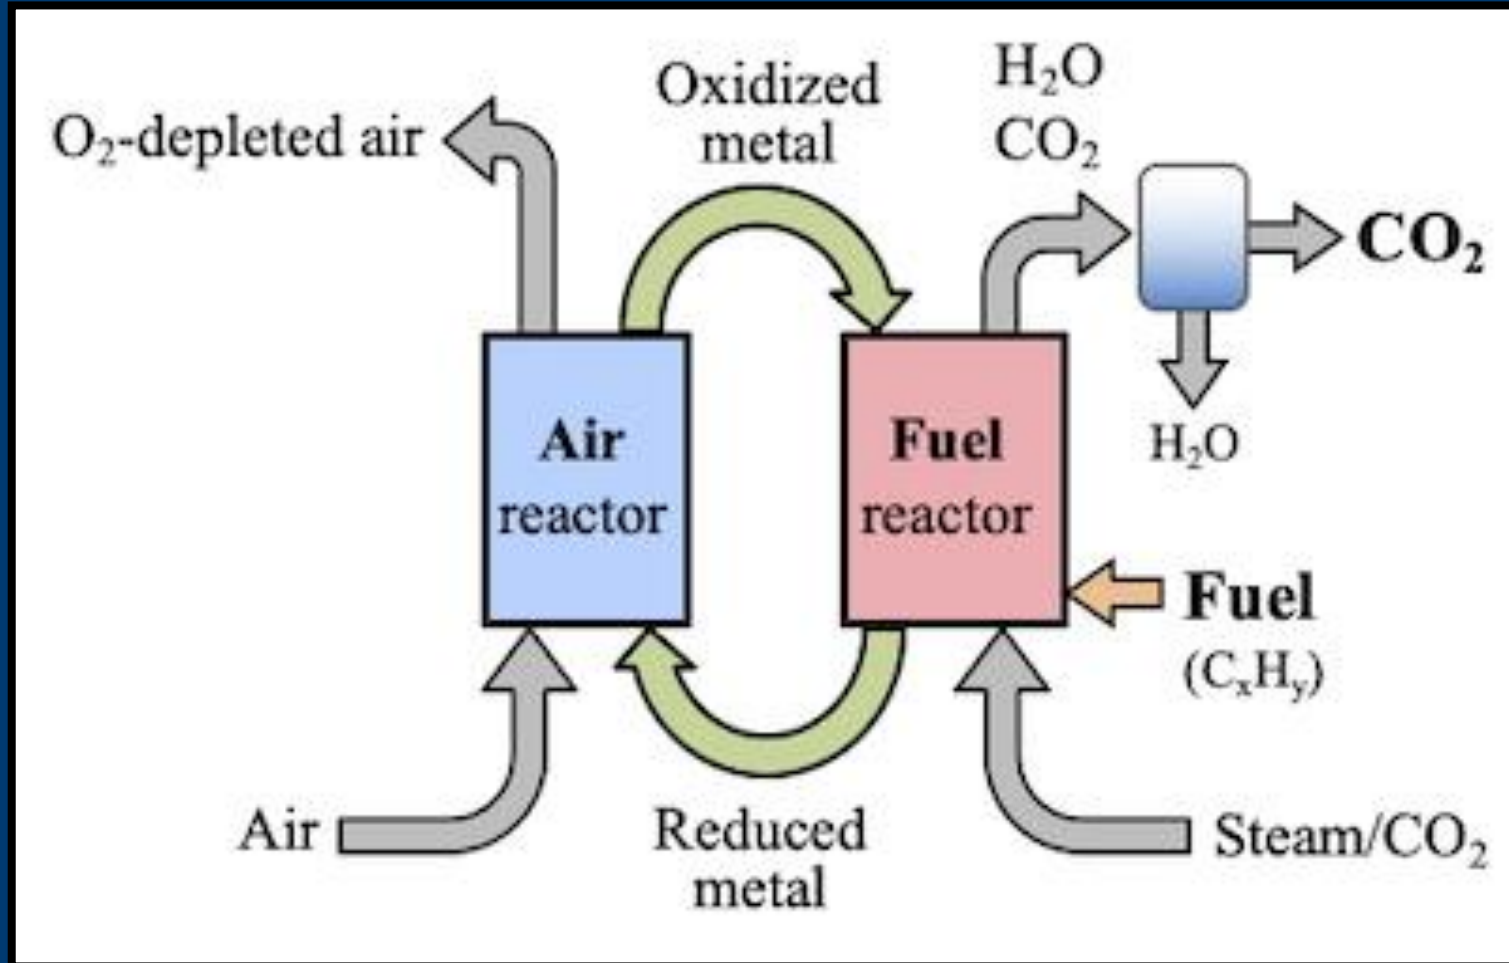 Oxidized
metal
H₂O
CO₂
O₂-depleted air
CO₂
H₂O
Air
reactor
Fuel
reactor
Fuel
(CₓHᵧ)
Air
Reduced
metal
Steam/CO₂